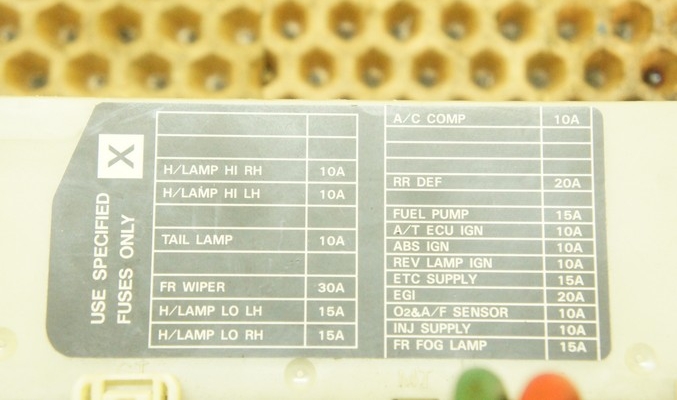 USE SPECIFIED
FUSES ONLY
X
H/LAMP HI RH 10A
H/LAMP HI LH 10A
TAIL LAMP 10A
FR WIPER 30A
H/LAMP LO LH 15A
H/LAMP LO RH 15A
A/C COMP 10A
RR DEF 20A
FUEL PUMP 15A
A/T ECU IGN 10A
ABS IGN 10A
REV LAMP IGN 10A
ETC SUPPLY 15A
EGI 20A
O2&A/F SENSOR 10A
INJ SUPPLY 10A
FR FOG LAMP 15A